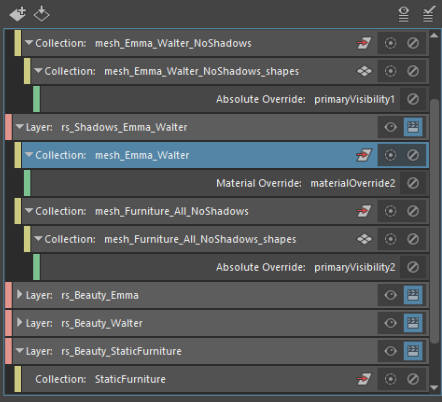 Collection: mesh_Emma_Walter_NoShadows
Collection: mesh_Emma_Walter_NoShadows_shapes
Absolute Override: primaryVisibility1
Layer: rs_Shadows_Emma_Walter
Collection: mesh_Emma_Walter
Material Override: materialOverride2
Collection: mesh_Furniture_All_NoShadows
Collection: mesh_Furniture_All_NoShadows_shapes
Absolute Override: primaryVisibility2
Layer: rs_Beauty_Emma
Layer: rs_Beauty_Walter
Layer: rs_Beauty_StaticFurniture
Collection: StaticFurniture